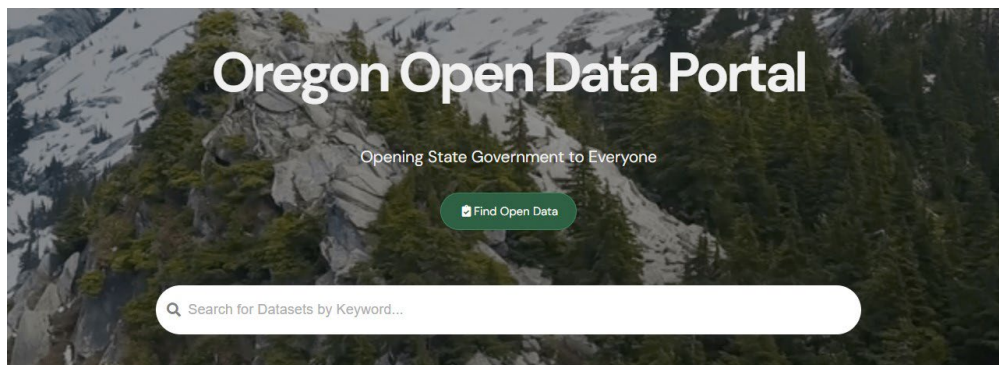 Oregon Open Data Portal
Opening State Government to Everyone
Find Open Data
Search for Datasets by Keyword...